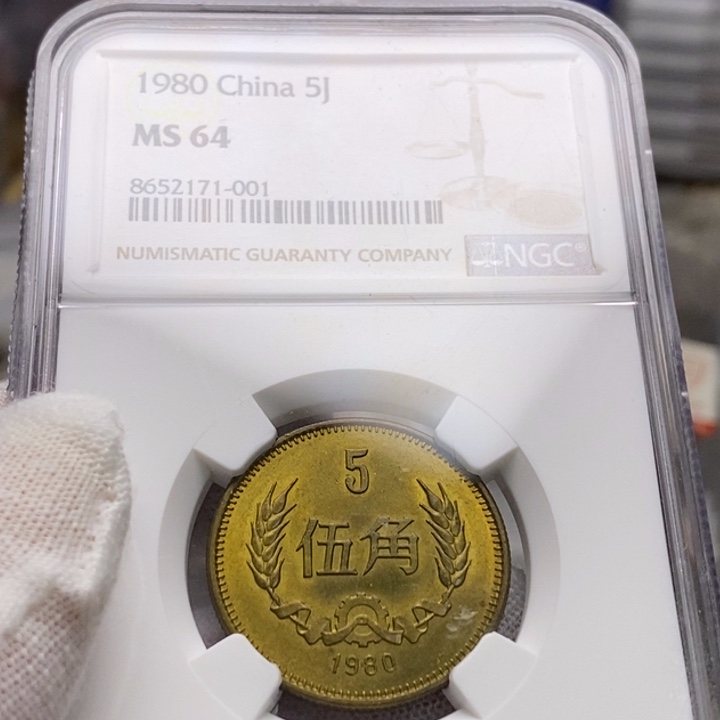 1980 China 5J
MS 64
8652171-001
NUMISMATIC GUARANTY COMPANY
NGC®
5
伍角
1980